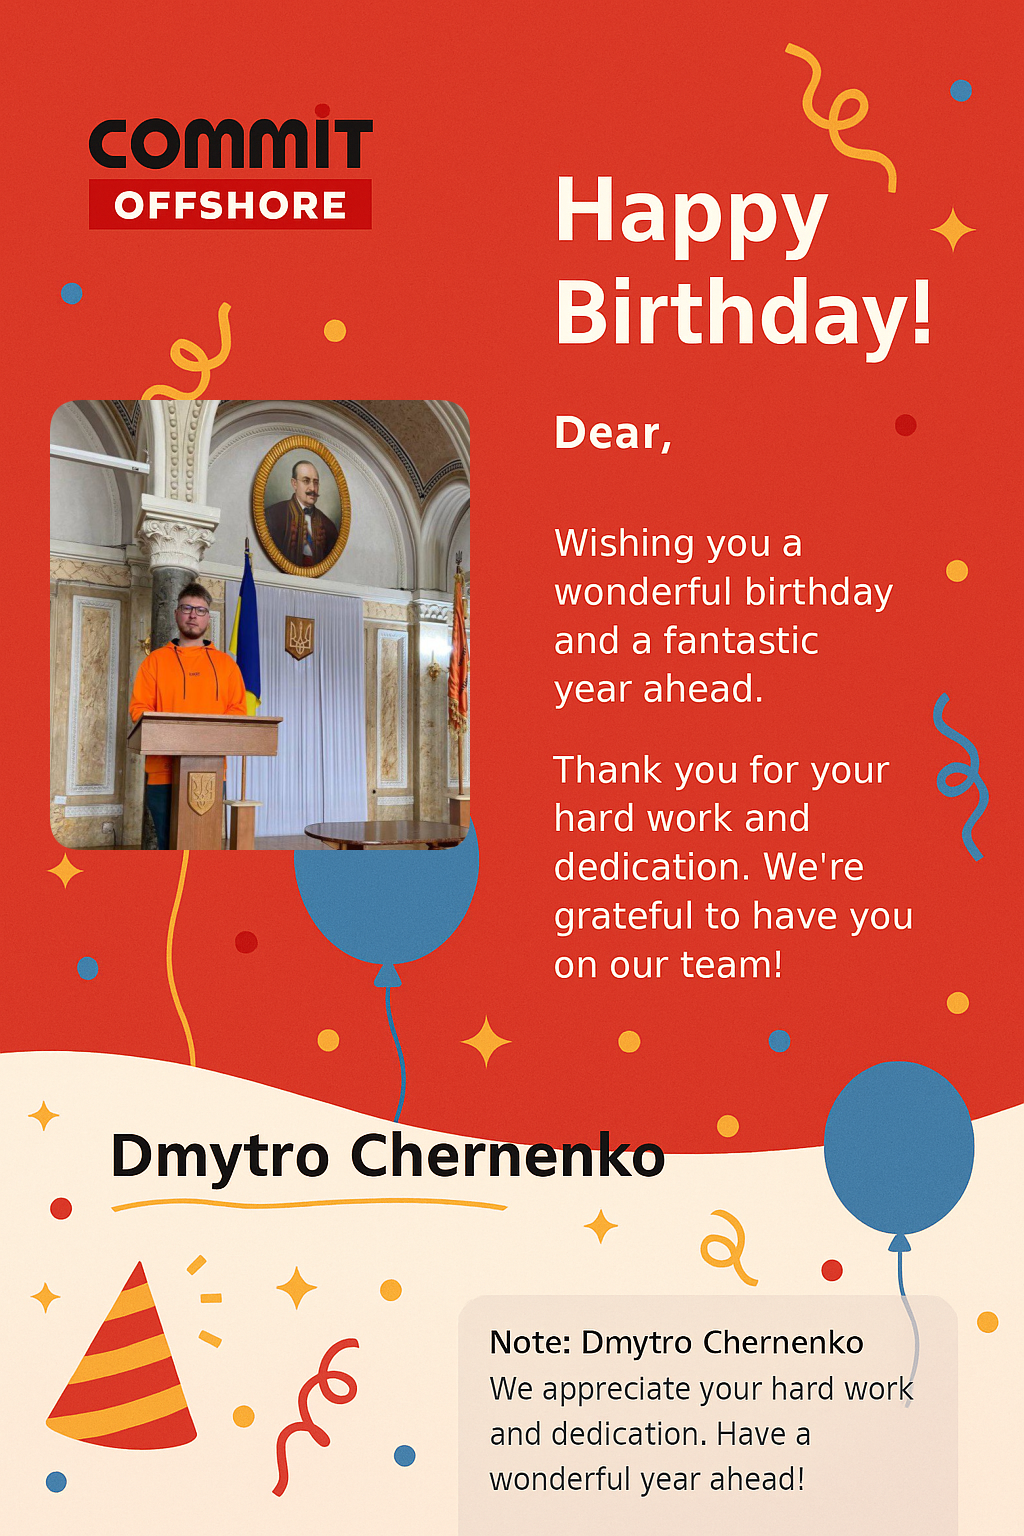 COMMIT
OFFSHORE
Happy
Birthday!
Dear,
Wishing you a
wonderful birthday
and a fantastic
year ahead.
Thank you for your
hard work and
dedication. We're
grateful to have you
on our team!
Dmytro Chernenko
Note: Dmytro Chernenko
We appreciate your hard work
and dedication. Have a
wonderful year ahead!